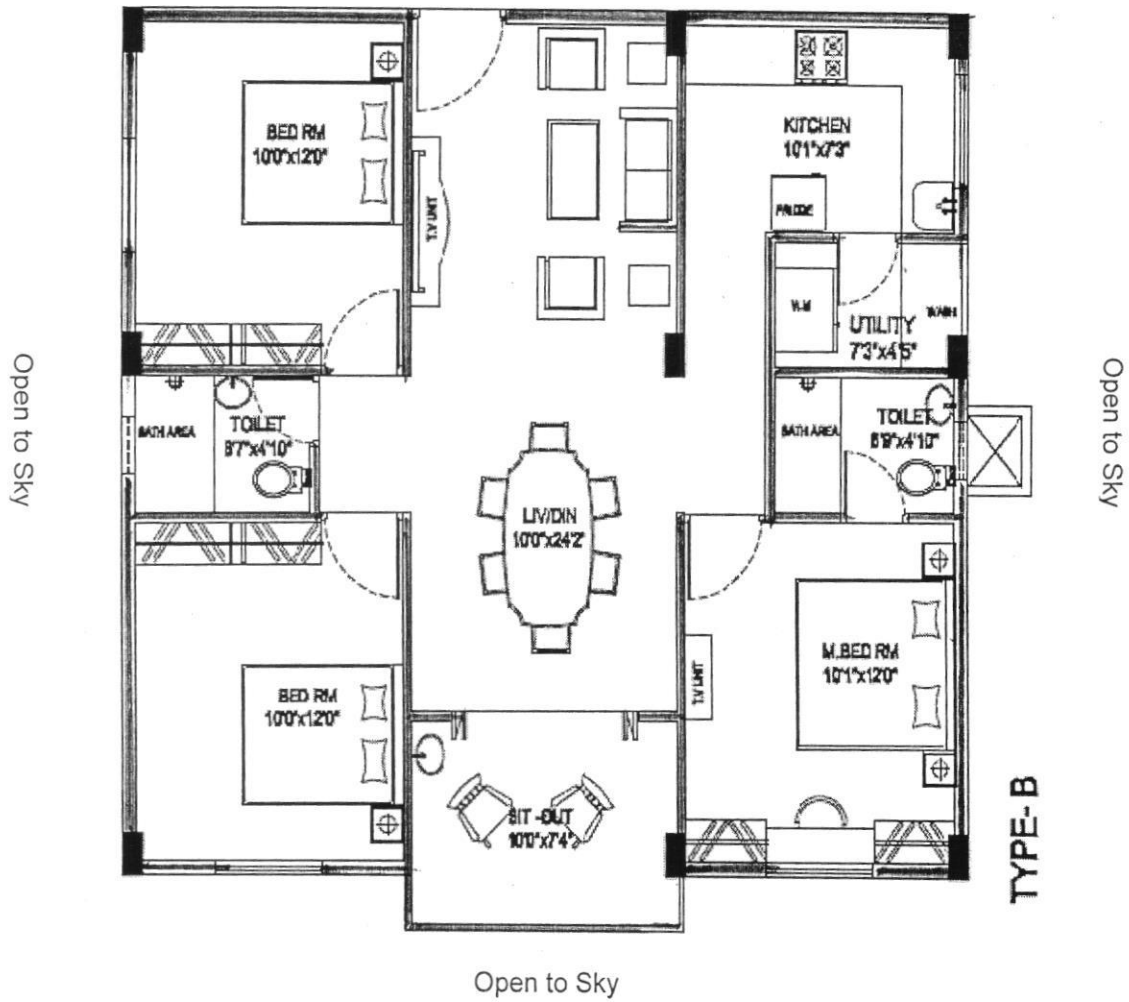 BED RM
10'0"x12'0"
T.V UNIT
KITCHEN
10'1"x7'3"
FRIDGE
W.M
UTILITY
7'3"x4'5"
WASH
Open to Sky
Open to Sky
BATH AREA
TOILET
8'7"x4'10"
BATH AREA
TOILET
6'9"x4'10"
LIV/DIN
10'0"x24'2"
BED RM
10'0"x12'0"
T.V UNIT
M.BED RM
10'1"x12'0"
SIT -OUT
10'0"x7'4"
TYPE- B
Open to Sky